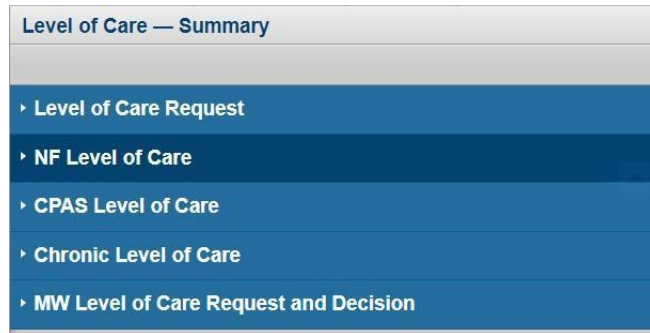 Level of Care — Summary
Level of Care Request
NF Level of Care
CPAS Level of Care
Chronic Level of Care
MW Level of Care Request and Decision